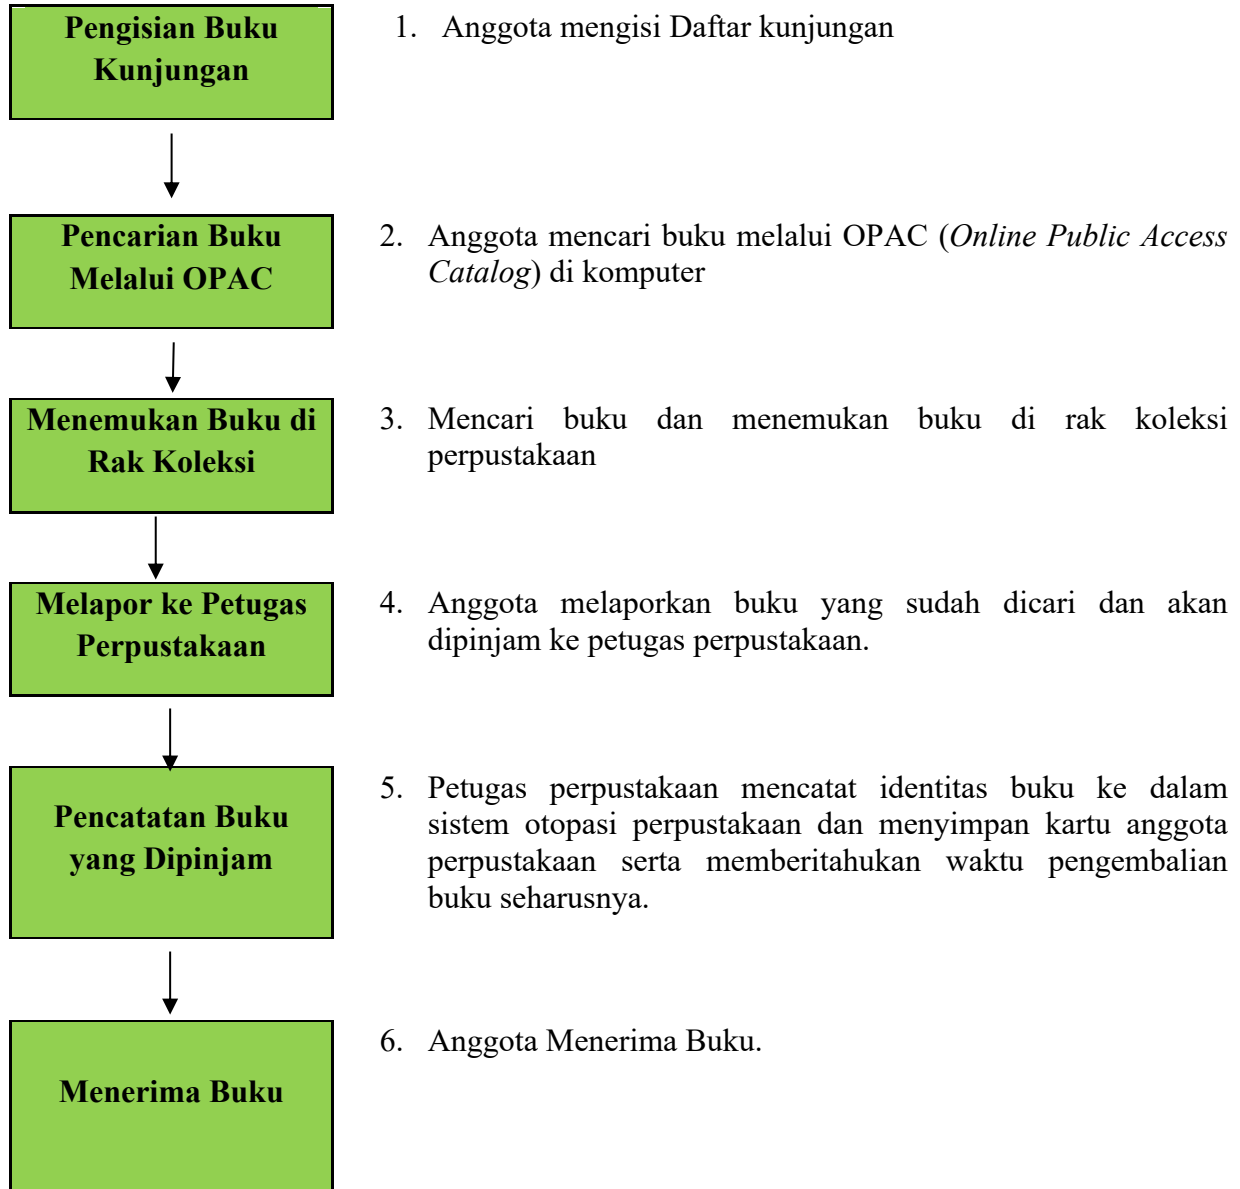 Pengisian Buku
Kunjungan
1. Anggota mengisi Daftar kunjungan
Pencarian Buku
Melalui OPAC
2. Anggota mencari buku melalui OPAC (Online Public Access
Catalog) di komputer
Menemukan Buku di
Rak Koleksi
3. Mencari buku dan menemukan buku di rak koleksi
perpustakaan
Melapor ke Petugas
Perpustakaan
4. Anggota melaporkan buku yang sudah dicari dan akan
dipinjam ke petugas perpustakaan.
Pencatatan Buku
yang Dipinjam
5. Petugas perpustakaan mencatat identitas buku ke dalam
sistem otopasi perpustakaan dan menyimpan kartu anggota
perpustakaan serta memberitahukan waktu pengembalian
buku seharusnya.
Menerima Buku
6. Anggota Menerima Buku.